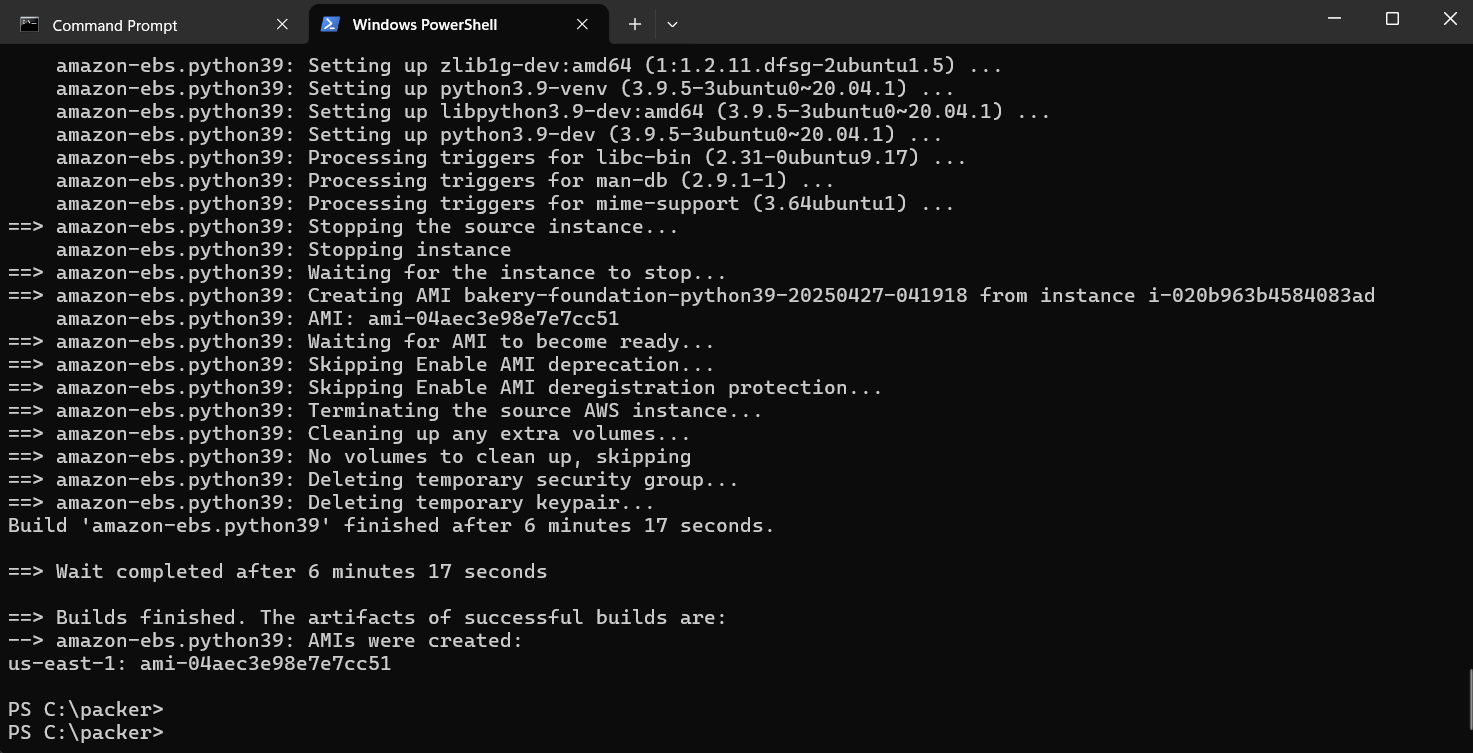 Command Prompt
Windows PowerShell
amazon-ebs.python39: Setting up zlib1g-dev:amd64 (1:1.2.11.dfsg-2ubuntu1.5) ...
amazon-ebs.python39: Setting up python3.9-venv (3.9.5-3ubuntu0~20.04.1) ...
amazon-ebs.python39: Setting up libpython3.9-dev:amd64 (3.9.5-3ubuntu0~20.04.1) ...
amazon-ebs.python39: Setting up python3.9-dev (3.9.5-3ubuntu0~20.04.1) ...
amazon-ebs.python39: Processing triggers for libc-bin (2.31-0ubuntu9.17) ...
amazon-ebs.python39: Processing triggers for man-db (2.9.1-1) ...
amazon-ebs.python39: Processing triggers for mime-support (3.64ubuntu1) ...
==> amazon-ebs.python39: Stopping the source instance...
amazon-ebs.python39: Stopping instance
==> amazon-ebs.python39: Waiting for the instance to stop...
==> amazon-ebs.python39: Creating AMI bakery-foundation-python39-20250427-041918 from instance i-020b963b4584083ad
amazon-ebs.python39: AMI: ami-04aec3e98e7e7cc51
==> amazon-ebs.python39: Waiting for AMI to become ready...
==> amazon-ebs.python39: Skipping Enable AMI deprecation...
==> amazon-ebs.python39: Skipping Enable AMI deregistration protection...
==> amazon-ebs.python39: Terminating the source AWS instance...
==> amazon-ebs.python39: Cleaning up any extra volumes...
==> amazon-ebs.python39: No volumes to clean up, skipping
==> amazon-ebs.python39: Deleting temporary security group...
==> amazon-ebs.python39: Deleting temporary keypair...
Build 'amazon-ebs.python39' finished after 6 minutes 17 seconds.
==> Wait completed after 6 minutes 17 seconds
==> Builds finished. The artifacts of successful builds are:
--> amazon-ebs.python39: AMIs were created:
us-east-1: ami-04aec3e98e7e7cc51
PS C:\packer>
PS C:\packer>